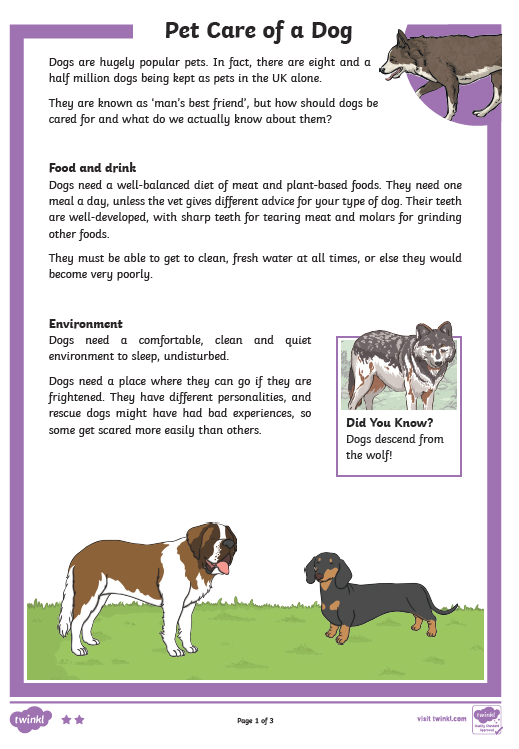 Pet Care of a Dog
Dogs are hugely popular pets. In fact, there are eight and a
half million dogs being kept as pets in the UK alone.
They are known as ‘man’s best friend’, but how should dogs be
cared for and what do we actually know about them?
Food and drink
Dogs need a well-balanced diet of meat and plant-based foods. They need one
meal a day, unless the vet gives different advice for your type of dog. Their teeth
are well-developed, with sharp teeth for tearing meat and molars for grinding
other foods.
They must be able to get to clean, fresh water at all times, or else they would
become very poorly.
Environment
Dogs need a comfortable, clean and quiet
environment to sleep, undisturbed.
Dogs need a place where they can go if they are
frightened. They have different personalities, and
rescue dogs might have had bad experiences, so
some get scared more easily than others.
Did You Know?
Dogs descend from
the wolf!
twinkl
Page 1 of 3
visit twinkl.com
twinkl
Quality Standard
Approved